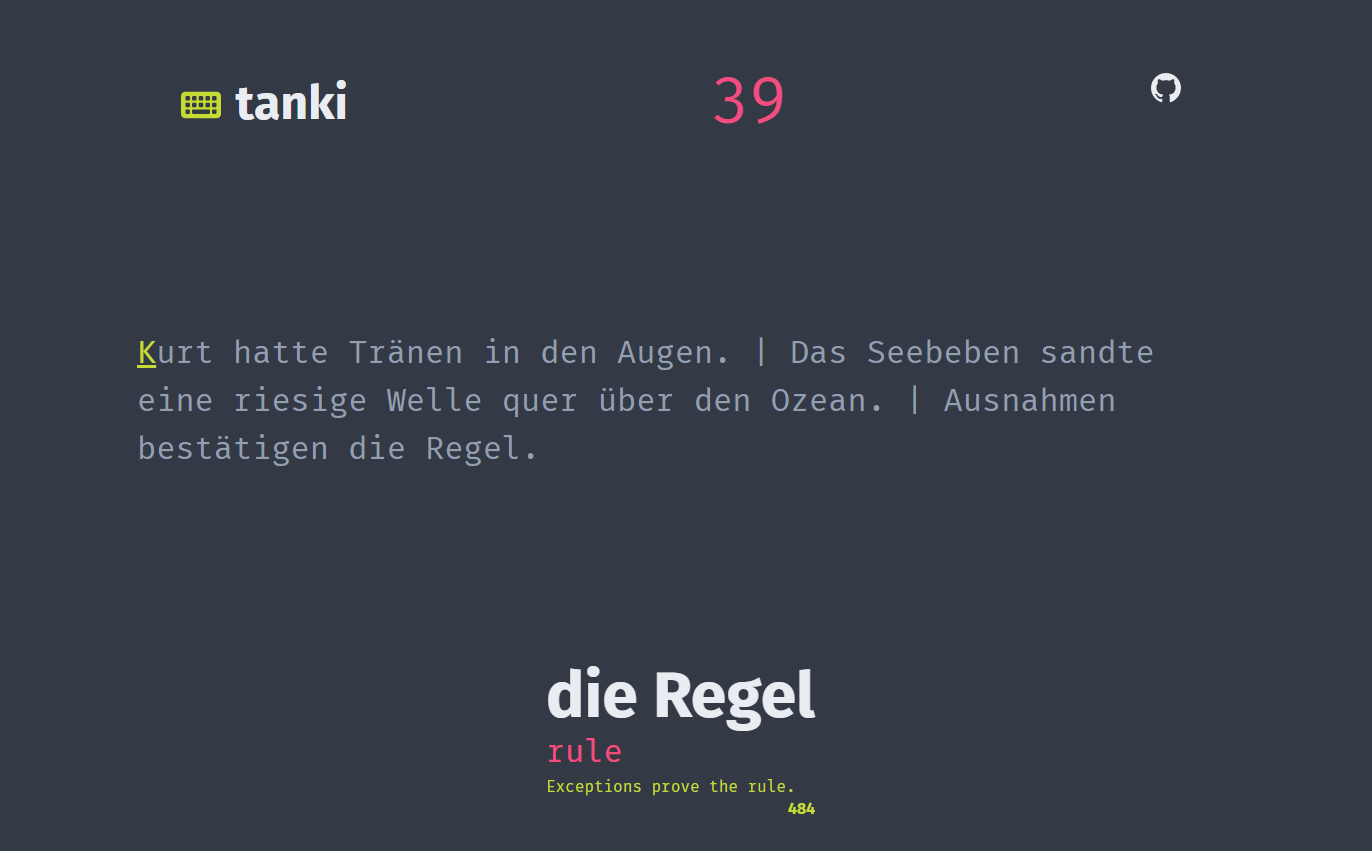 tanki
39
Kurt hatte Tränen in den Augen. | Das Seebeben sandte
eine riesige Welle quer über den Ozean. | Ausnahmen
bestätigen die Regel.
die Regel
rule
Exceptions prove the rule.
484